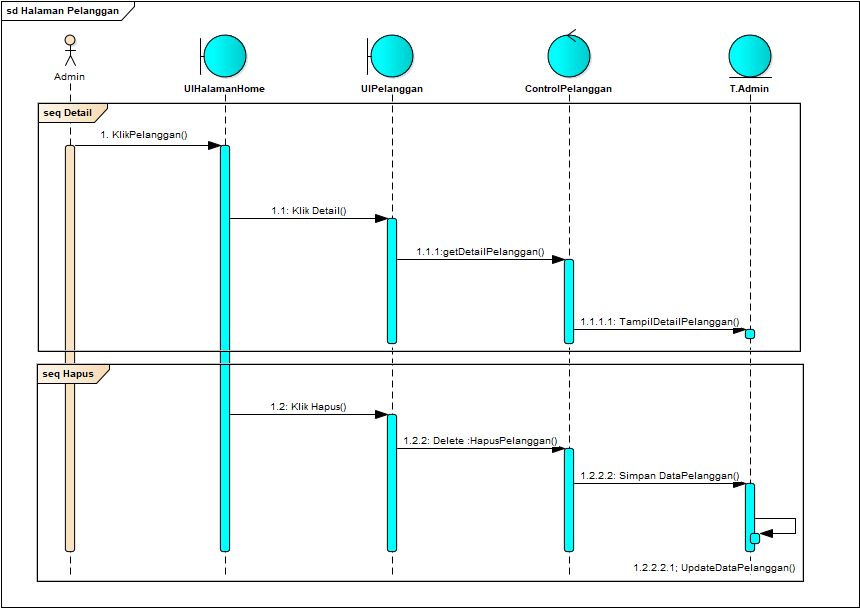 sd Halaman Pelanggan
Admin
UIHalamanHome
UIPelanggan
ControlPelanggan
T.Admin
seq Detail
1. KlikPelanggan()
1.1: Klik Detail()
1.1.1:getDetailPelanggan()
1.1.1.1: TampilDetailPelanggan()
seq Hapus
1.2: Klik Hapus()
1.2.2: Delete :HapusPelanggan()
1.2.2.2: Simpan DataPelanggan()
1.2.2.2.1; UpdateDataPelanggan()